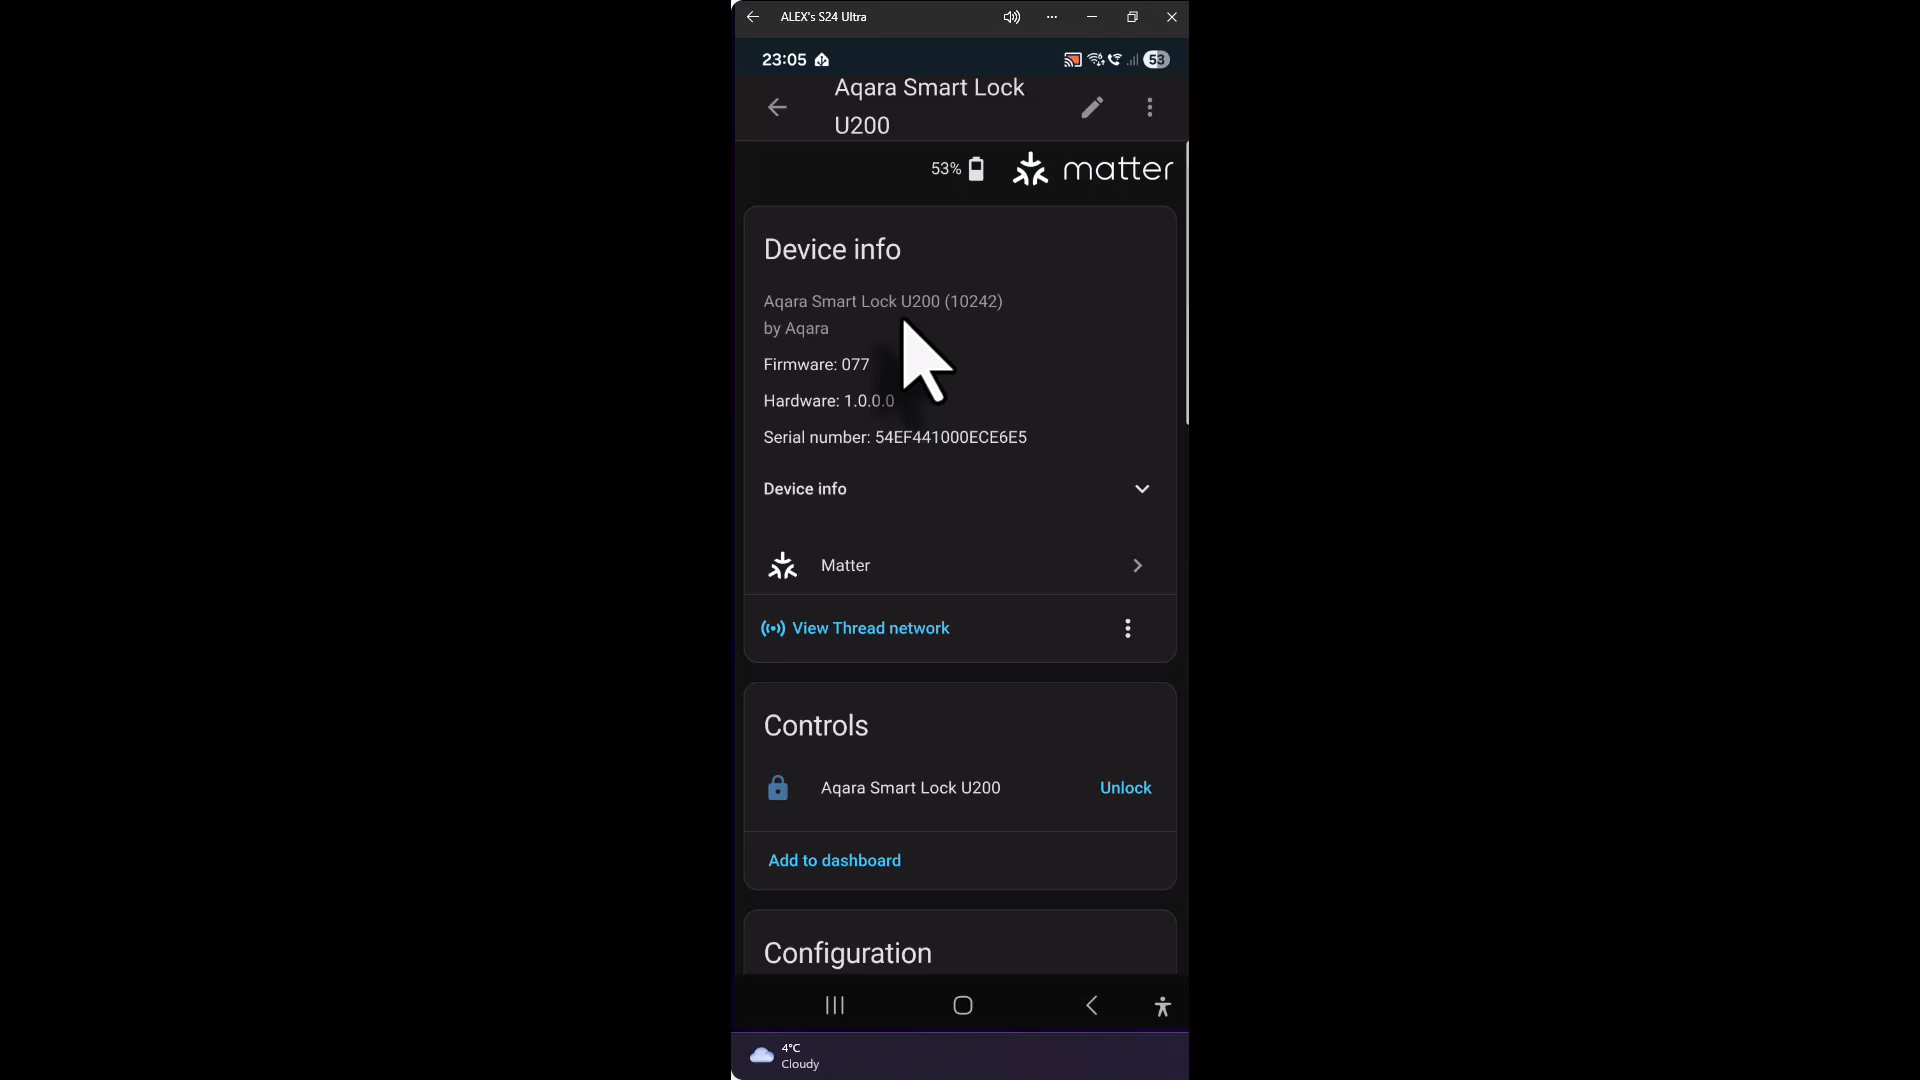 ALEX's S24 Ultra
23:05
53
Aqara Smart Lock
U200
53%
matter
Device info
Aqara Smart Lock U200 (10242)
by Aqara
Firmware: 077
Hardware: 1.0.0.0
Serial number: 54EF441000ECE6E5
Device info
Matter
View Thread network
Controls
Aqara Smart Lock U200
Unlock
Add to dashboard
Configuration
4°C
Cloudy